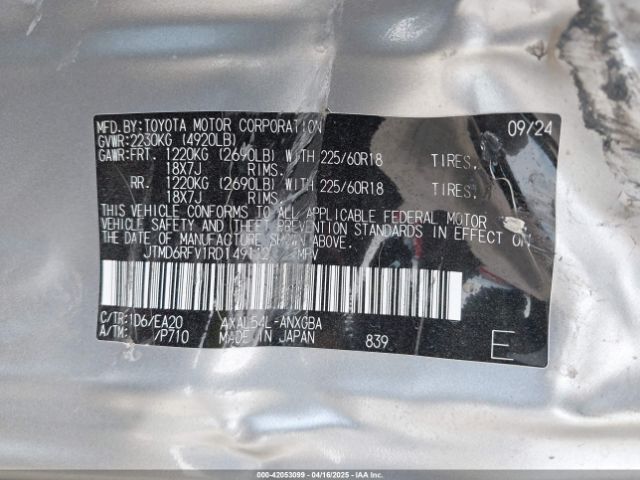 MFD.BY: TOYOTA MOTOR CORPORATION 09/24
GVWR: 2230KG (4920LB)
GAWR: FRT. 1220KG (2690LB) WITH 225/60R18 TIRES,
18X7J RIMS.
RR. 1220KG (2690LB) WITH 225/60R18 TIRES,
18X7J RIMS.
THIS VEHICLE CONFORMS TO ALL APPLICABLE FEDERAL MOTOR
VEHICLE SAFETY AND THEFT PREVENTION STANDARDS IN EFFECT ON
THE DATE OF MANUFACTURE SHOWN ABOVE.
MPV
C/TR: 1D6/EA20 AXAL54L-ANXGBA
A/TM: /P710 MADE IN JAPAN 839 E
000-42053099 - 04/16/2025 - IAAI.COM